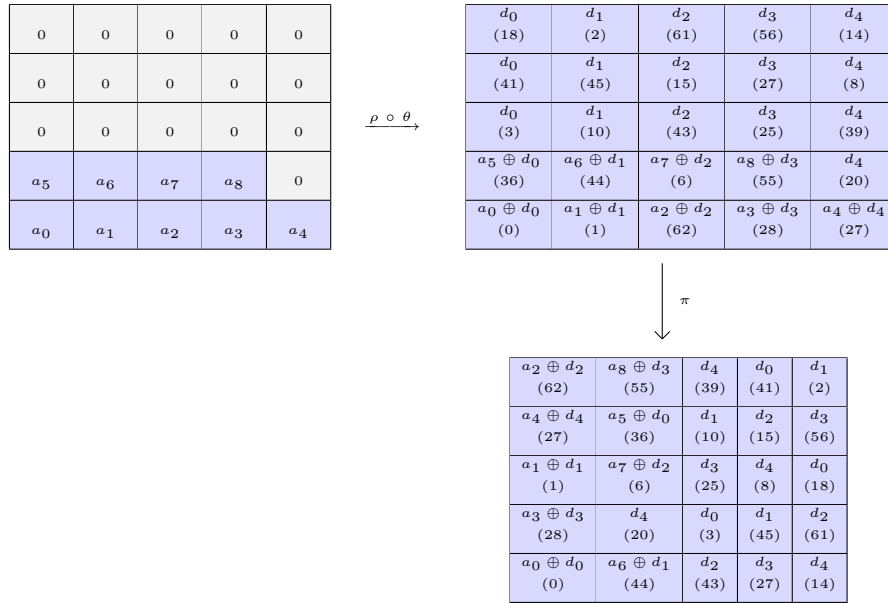 0 0 0 0 0
0 0 0 0 0
0 0 0 0 0
a₅ a₆ a₇ a₈ 0
a₀ a₁ a₂ a₃ a₄
ρ ∘ θ
d₀ d₁ d₂ d₃ d₄
(18) (2) (61) (56) (14)
d₀ d₁ d₂ d₃ d₄
(41) (45) (15) (27) (8)
d₀ d₁ d₂ d₃ d₄
(3) (10) (43) (25) (39)
a₅ ⊕ d₀ a₆ ⊕ d₁ a₇ ⊕ d₂ a₈ ⊕ d₃ d₄
(36) (44) (6) (55) (20)
a₀ ⊕ d₀ a₁ ⊕ d₁ a₂ ⊕ d₂ a₃ ⊕ d₃ a₄ ⊕ d₄
(0) (1) (62) (28) (27)
π
a₂ ⊕ d₂ a₈ ⊕ d₃ d₄ d₀ d₁
(62) (55) (39) (41) (2)
a₄ ⊕ d₄ a₅ ⊕ d₀ d₁ d₂ d₃
(27) (36) (10) (15) (56)
a₁ ⊕ d₁ a₇ ⊕ d₂ d₃ d₄ d₀
(1) (6) (25) (8) (18)
a₃ ⊕ d₃ d₄ d₀ d₁ d₂
(28) (20) (3) (45) (61)
a₀ ⊕ d₀ a₆ ⊕ d₁ d₂ d₃ d₄
(0) (44) (43) (27) (14)